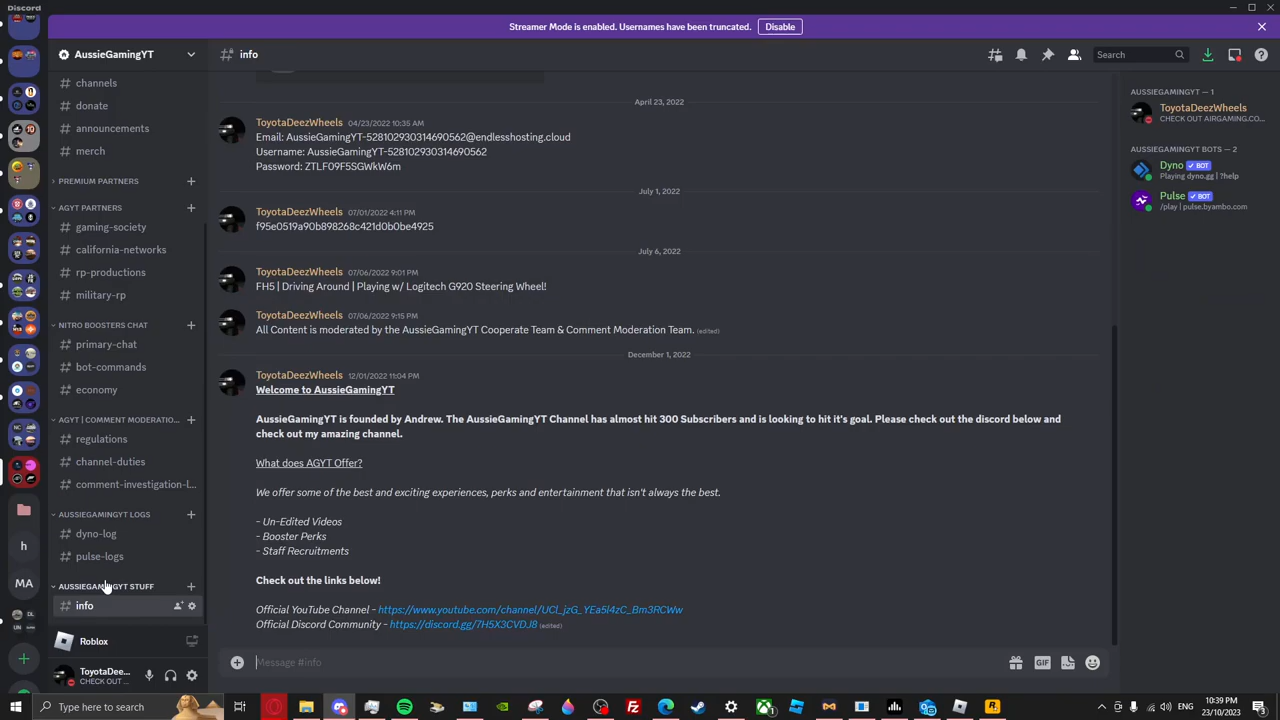 Discord
Streamer Mode is enabled. Usernames have been truncated.
Disable
AussieGamingYT
info
Search
channels
donate
announcements
merch
PREMIUM PARTNERS
AGYT PARTNERS
gaming-society
california-networks
rp-productions
military-rp
NITRO BOOSTERS CHAT
primary-chat
bot-commands
economy
AGYT | COMMENT MODERATIO...
regulations
channel-duties
comment-investigation-l...
AUSSIEGAMINGYT LOGS
dyno-log
pulse-logs
AUSSIEGAMINGYT STUFF
info
Roblox
ToyotaDee...
CHECK OUT ...
h
MA
April 23, 2022
ToyotaDeezWheels 04/23/2022 10:35 AM
Email: AussieGamingYT-528102930314690562@endlesshosting.cloud
Username: AussieGamingYT-528102930314690562
Password: ZTLF09F5SGWkW6m
July 1, 2022
ToyotaDeezWheels 07/01/2022 4:11 PM
f95e0519a90b898268c421d0b0be4925
July 6, 2022
ToyotaDeezWheels 07/06/2022 9:01 PM
FH5 | Driving Around | Playing w/ Logitech G920 Steering Wheel!
ToyotaDeezWheels 07/06/2022 9:15 PM
All Content is moderated by the AussieGamingYT Cooperate Team & Comment Moderation Team. (edited)
December 1, 2022
ToyotaDeezWheels 12/01/2022 11:04 PM
Welcome to AussieGamingYT
AussieGamingYT is founded by Andrew. The AussieGamingYT Channel has almost hit 300 Subscribers and is looking to hit it's goal. Please check out the discord below and
check out my amazing channel.
What does AGYT Offer?
We offer some of the best and exciting experiences, perks and entertainment that isn't always the best.
- Un-Edited Videos
- Booster Perks
- Staff Recruitments
Check out the links below!
Official YouTube Channel - https://www.youtube.com/channel/UCl_jzG_YEa5l4zC_Bm3RCWw
Official Discord Community - https://discord.gg/7H5X3CVDJ8 (edited)
Message #info
GIF
AUSSIEGAMINGYT — 1
ToyotaDeezWheels
CHECK OUT AIRGAMING.CO...
AUSSIEGAMINGYT BOTS — 2
Dyno BOT
Playing dyno.gg | ?help
Pulse BOT
/play | pulse.byambo.com
Type here to search
10:39 PM
23/10/2023